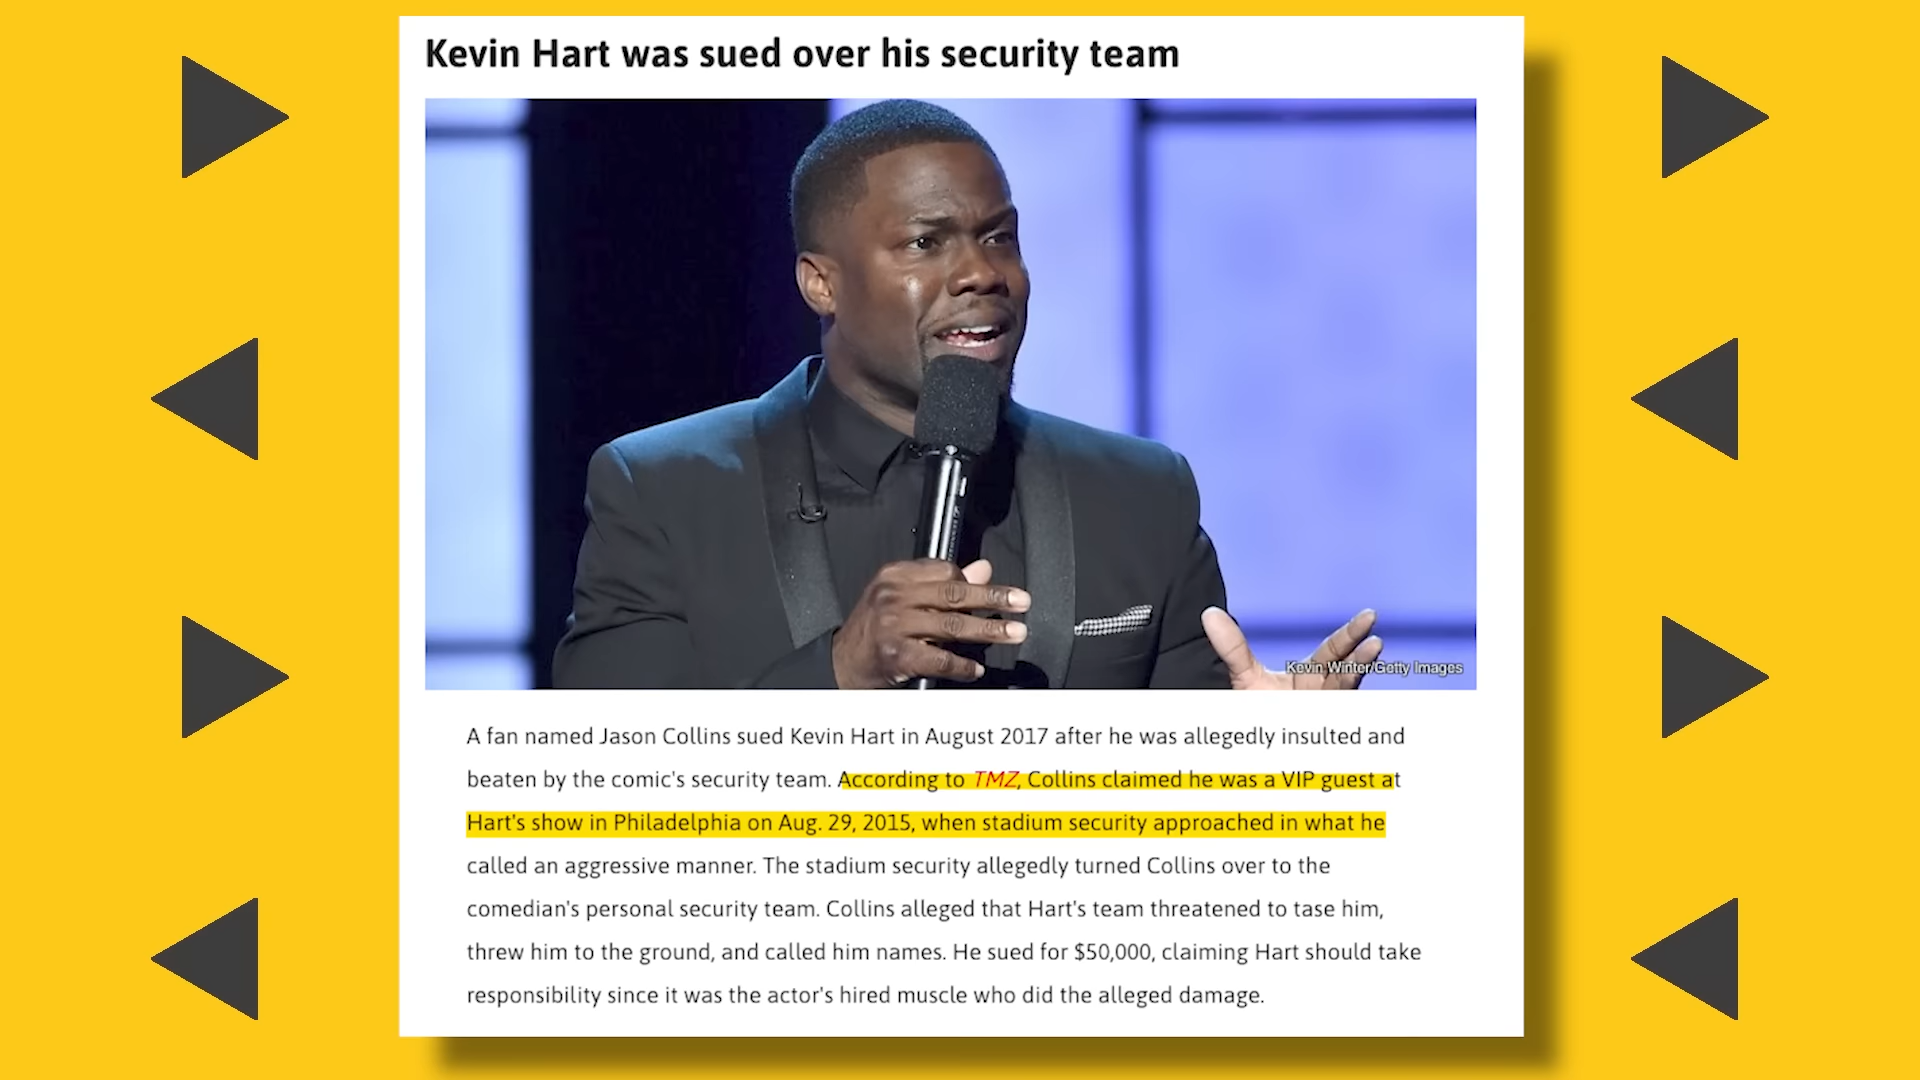 Kevin Hart was sued over his security team
Kevin Winter/Getty Images
A fan named Jason Collins sued Kevin Hart in August 2017 after he was allegedly insulted and
beaten by the comic's security team. According to TMZ, Collins claimed he was a VIP guest at
Hart's show in Philadelphia on Aug. 29, 2015, when stadium security approached in what he
called an aggressive manner. The stadium security allegedly turned Collins over to the
comedian's personal security team. Collins alleged that Hart's team threatened to tase him,
threw him to the ground, and called him names. He sued for $50,000, claiming Hart should take
responsibility since it was the actor's hired muscle who did the alleged damage.